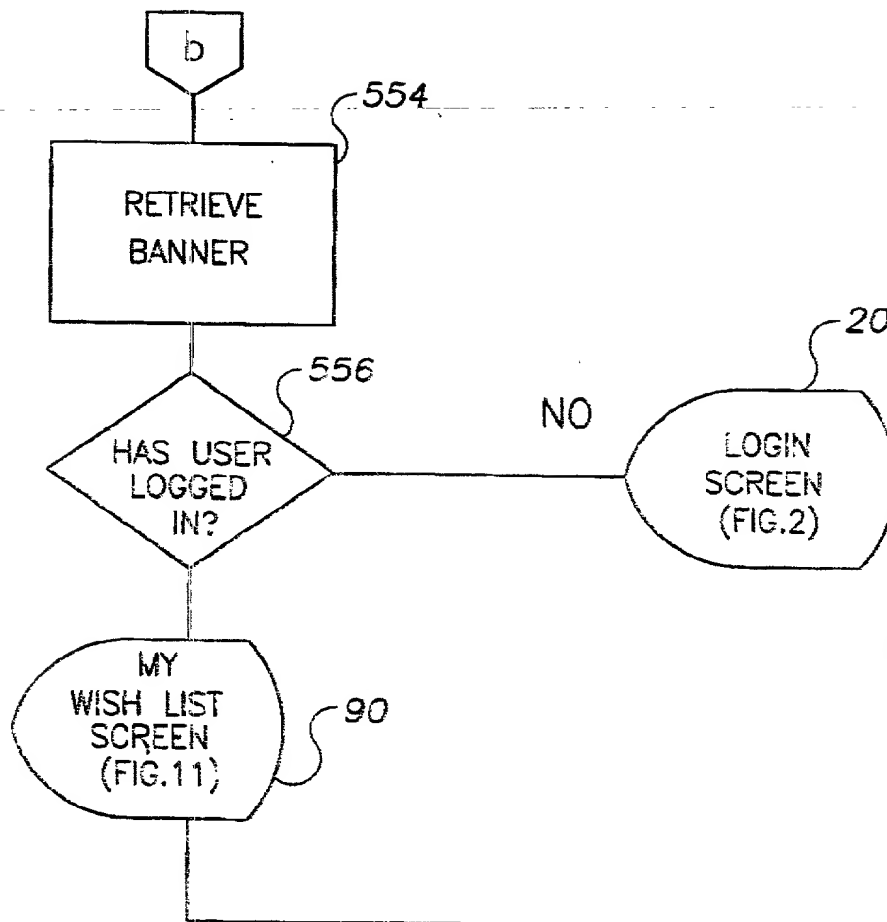 b
554
RETRIEVE
BANNER
556
HAS USER
LOGGED
IN?
NO
20
LOGIN
SCREEN
(FIG.2)
MY
WISH LIST
SCREEN
(FIG.11)
90